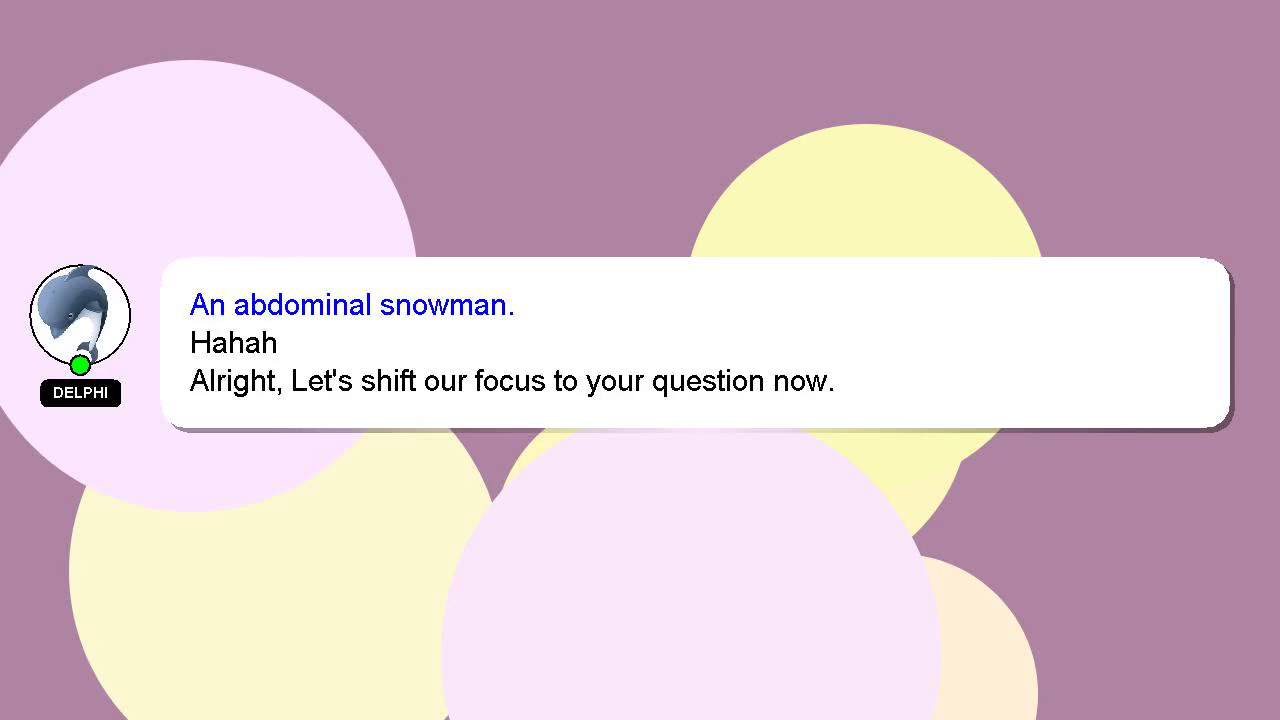 An abdominal snowman.
Hahah
Alright, Let's shift our focus to your question now.
DELPHI